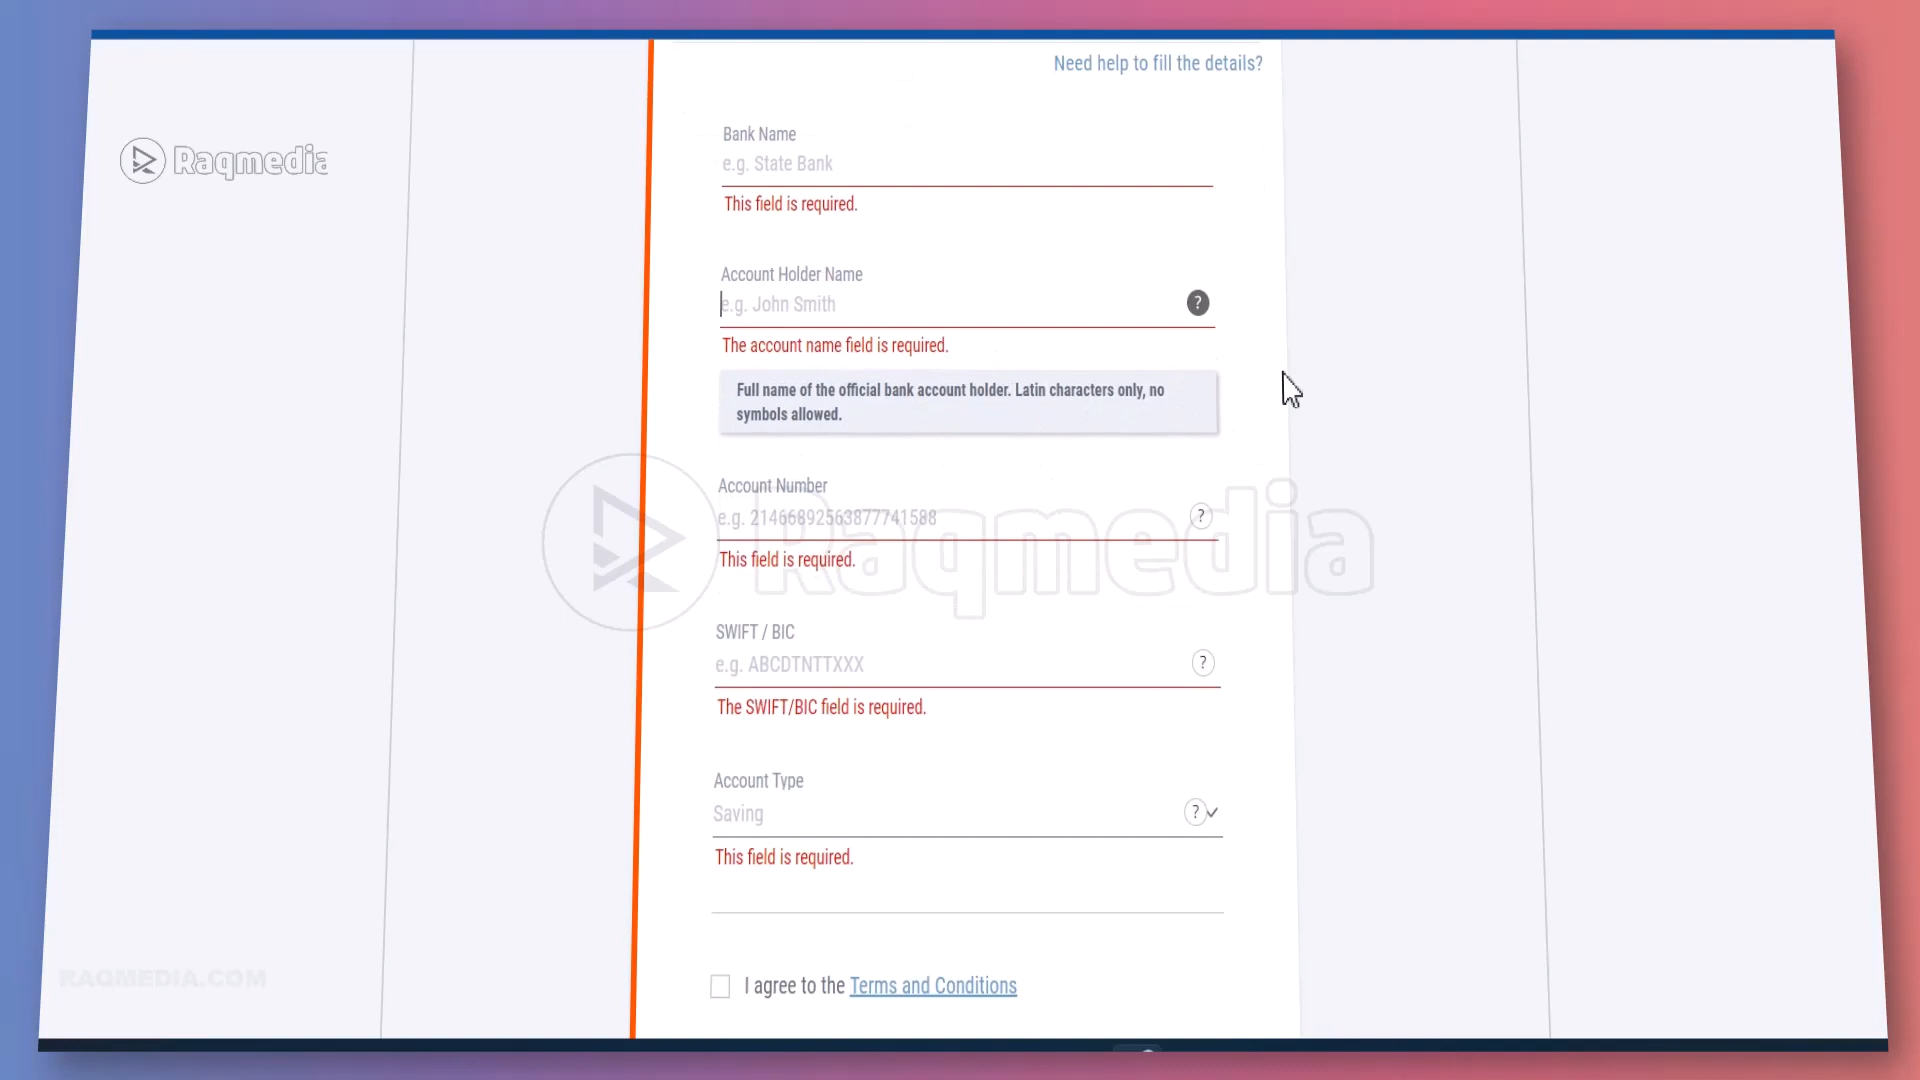 Need help to fill the details?
Raqmedia
Bank Name
e.g. State Bank
This field is required.
Account Holder Name
e.g. John Smith
?
The account name field is required.
Full name of the official bank account holder. Latin characters only, no
symbols allowed.
Account Number
e.g. 21466892563877741588
?
This field is required.
Raqmedia
SWIFT / BIC
e.g. ABCDTNTTXXX
?
The SWIFT/BIC field is required.
Account Type
Saving
?
This field is required.
RAQMEDIA.COM
I agree to the Terms and Conditions